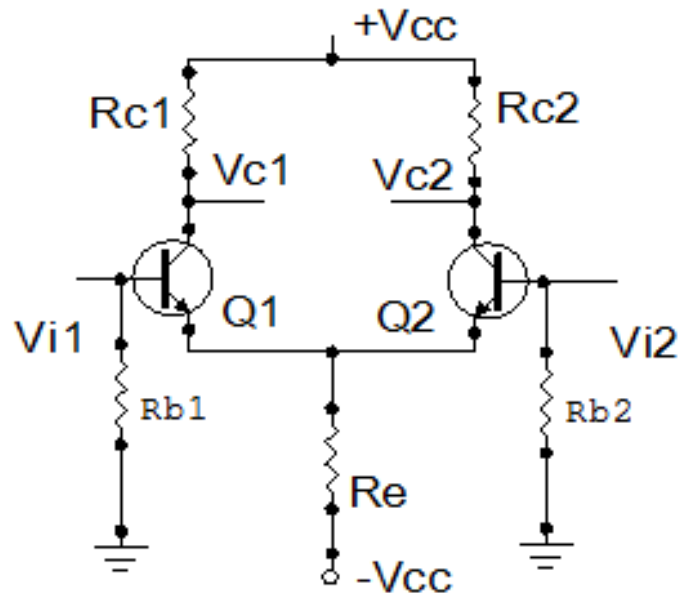 +Vcc
Rc1
Rc2
Vc1
Vc2
Q1
Q2
Vi1
Vi2
Rb1
Rb2
Re
-Vcc